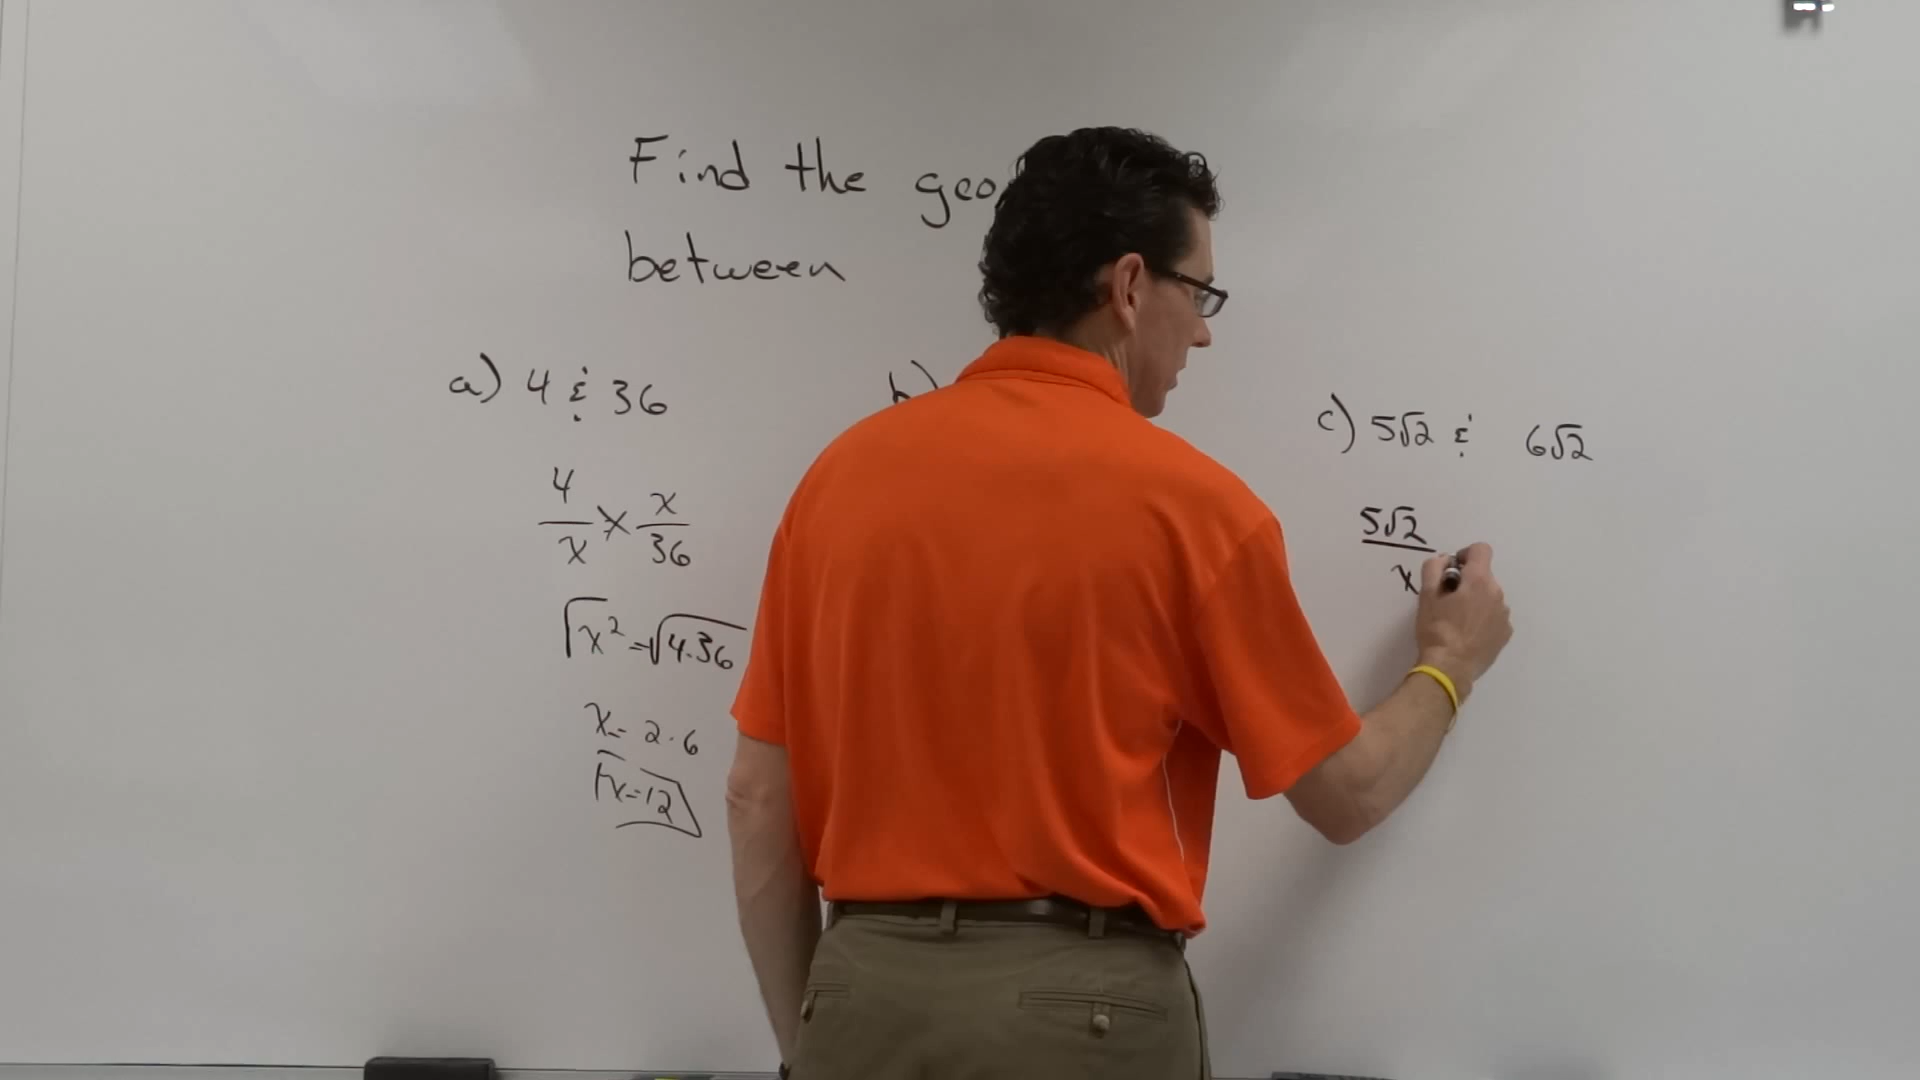 Find the geo
between
a) 4 & 36
4/x × x/36
√x² = √4.36
x = 2.6
x = 12
b)
c) 5√2 & 6√2
5√2/x